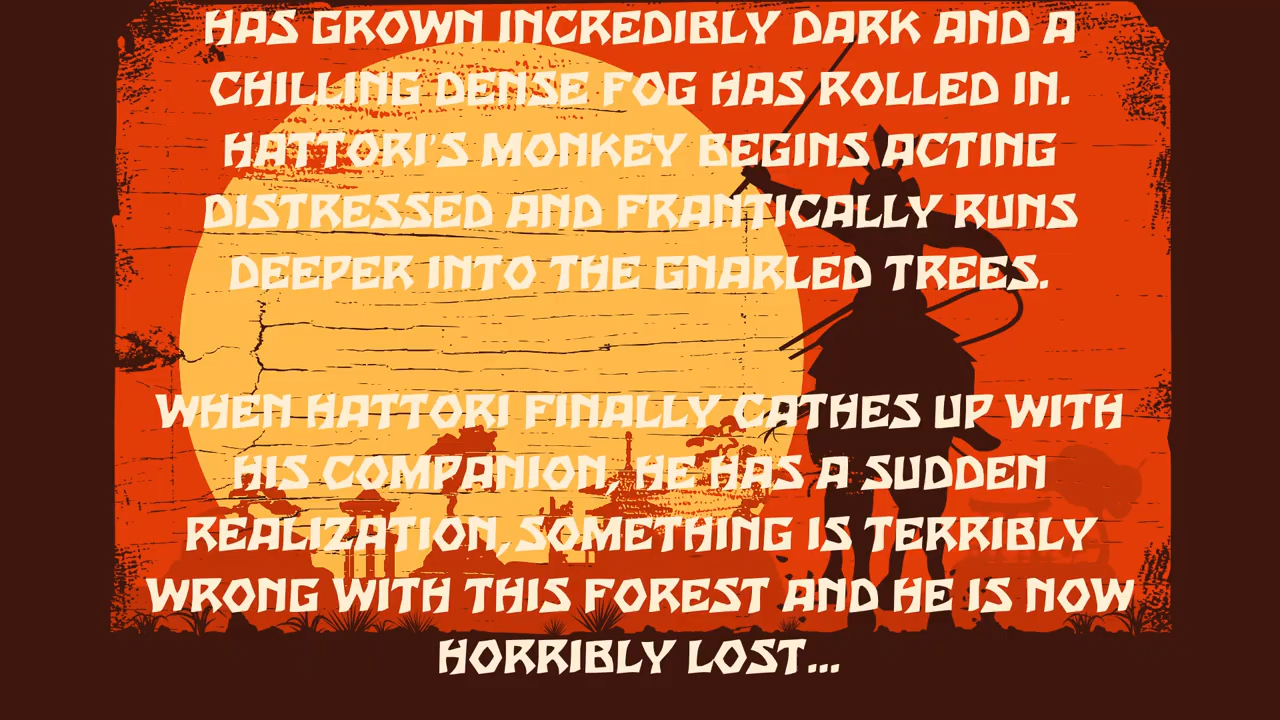 HAS GROWN INCREDIBLY DARK AND A
CHILLING DENSE FOG HAS ROLLED IN.
HATTORI'S MONKEY BEGINS ACTING
DISTRESSED AND FRANTICALLY RUNS
DEEPER INTO THE GNARLED TREES.
WHEN HATTORI FINALLY CATHES UP WITH
HIS COMPANION, HE HAS A SUDDEN
REALIZATION, SOMETHING IS TERRIBLY
WRONG WITH THIS FOREST AND HE IS NOW
HORRIBLY LOST...